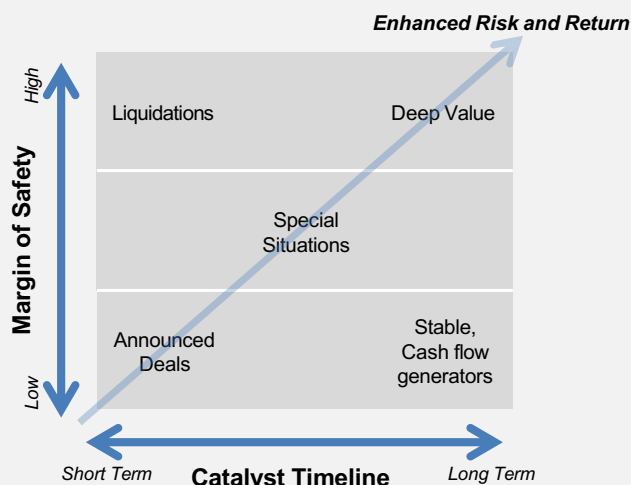 Enhanced Risk and Return
High
Liquidations
Deep Value
Margin of Safety
Special
Situations
Announced
Deals
Stable,
Cash flow
generators
Low
Short Term
Catalyst Timeline
Long Term